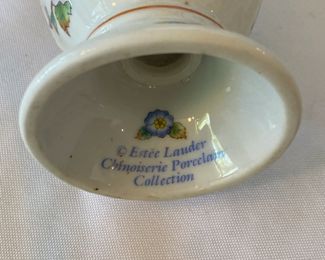 © Estée Lauder
Chinoiserie Porcelain
Collection